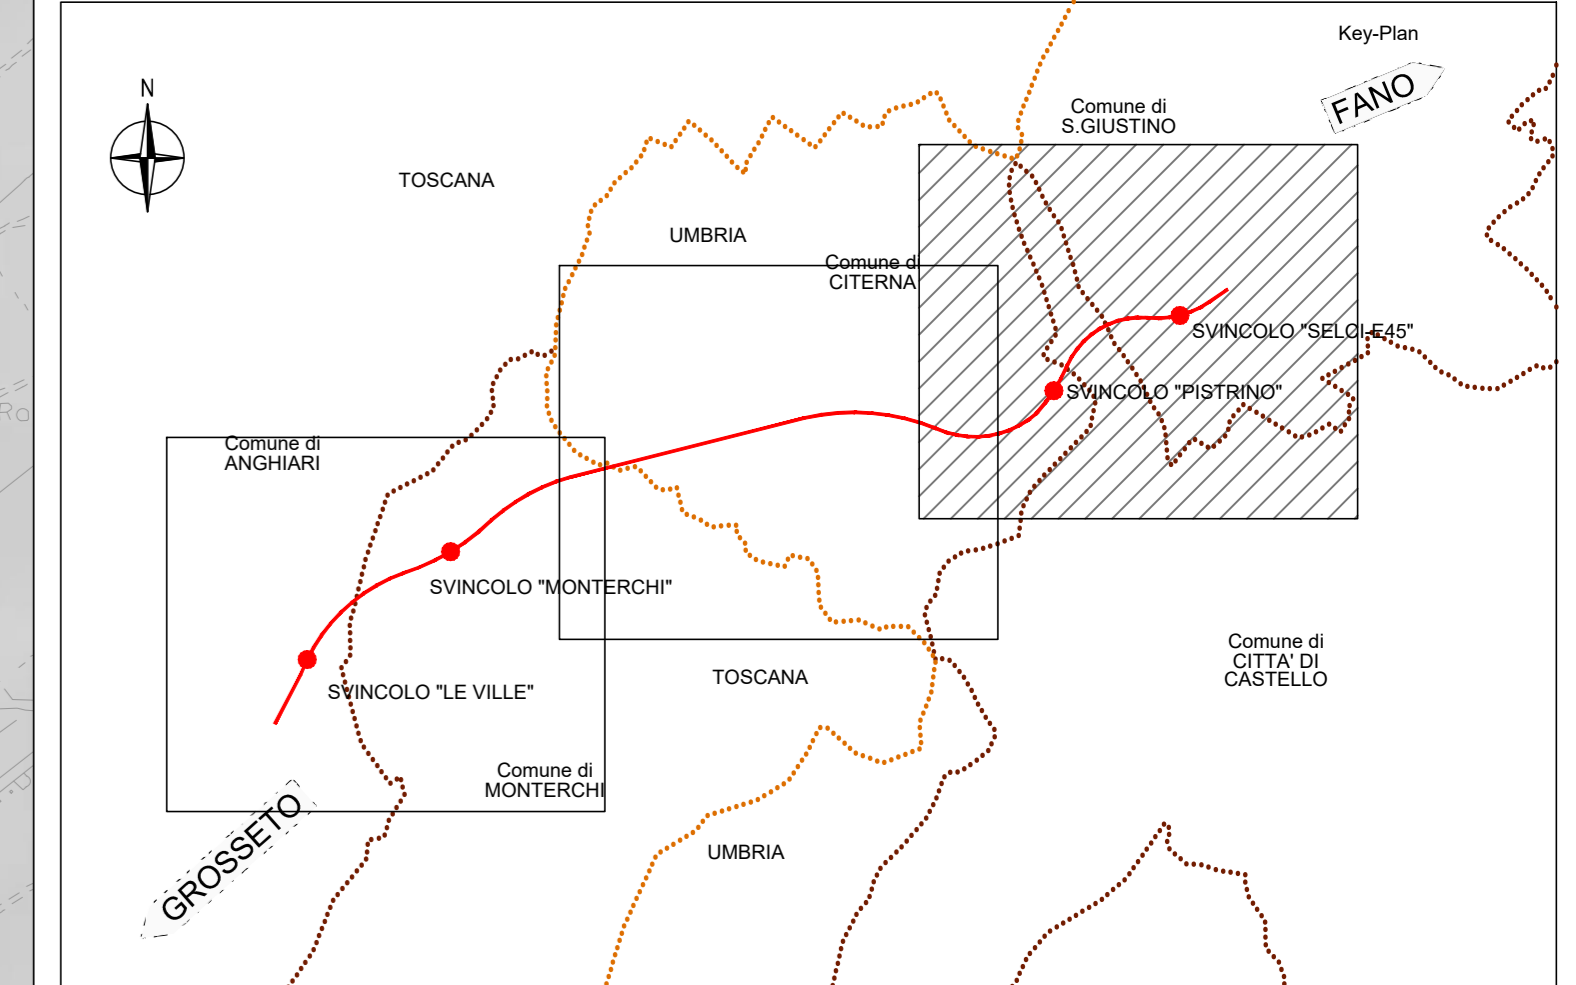 Key-Plan
N
FANO
Comune di
S.GIUSTINO
TOSCANA
UMBRIA
Comune di
CITERNA
SVINCOLO "SELCI-E45"
SVINCOLO "PISTRINO"
Ro
Comune di
ANGHIARI
SVINCOLO "MONTERCHI"
Comune di
CITTA' DI
CASTELLO
TOSCANA
SVINCOLO "LE VILLE"
Comune di
MONTERCHI
GROSSETO
UMBRIA